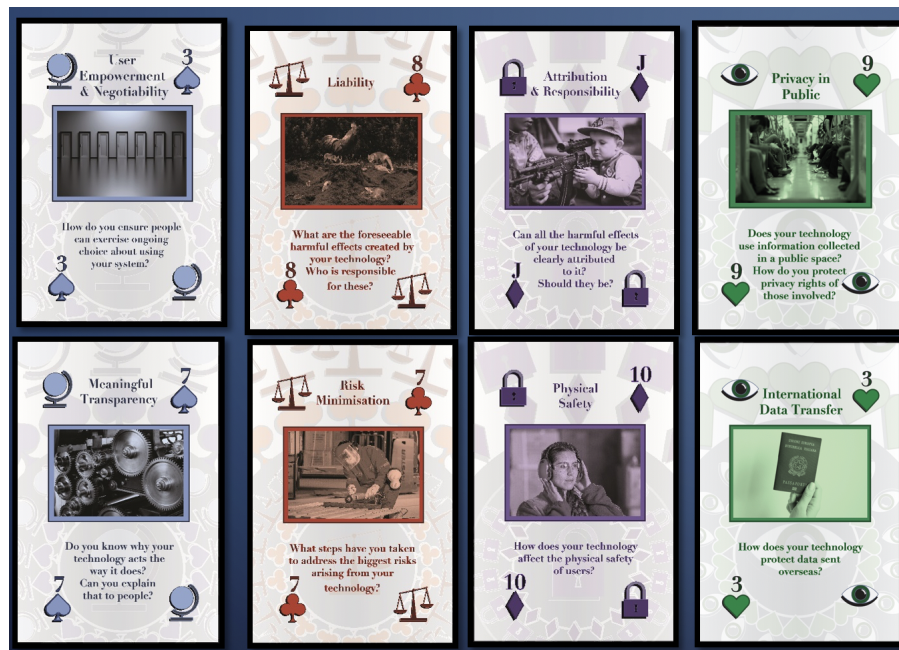 User
Empowerment
& Negotiability
3
How do you ensure people
can exercise ongoing
choice about using
your system?
3
Liability
8
What are the foreseeable
harmful effects created by
your technology?
Who is responsible
for these?
8
Attribution
& Responsibility
J
Can all the harmful effects
of your technology be
clearly attributed
to it?
Should they be?
J
Privacy in
Public
9
Does your technology
use information collected
in a public space?
How do you protect
privacy rights of
those involved?
9
Meaningful
Transparency
7
Do you know why your
technology acts the
way it does?
Can you explain
that to people?
7
Risk
Minimisation
7
What steps have you taken
to address the biggest risks
arising from your
technology?
7
Physical
Safety
10
How does your technology
affect the physical safety
of users?
10
International
Data Transfer
3
How does your technology
protect data sent
overseas?
3